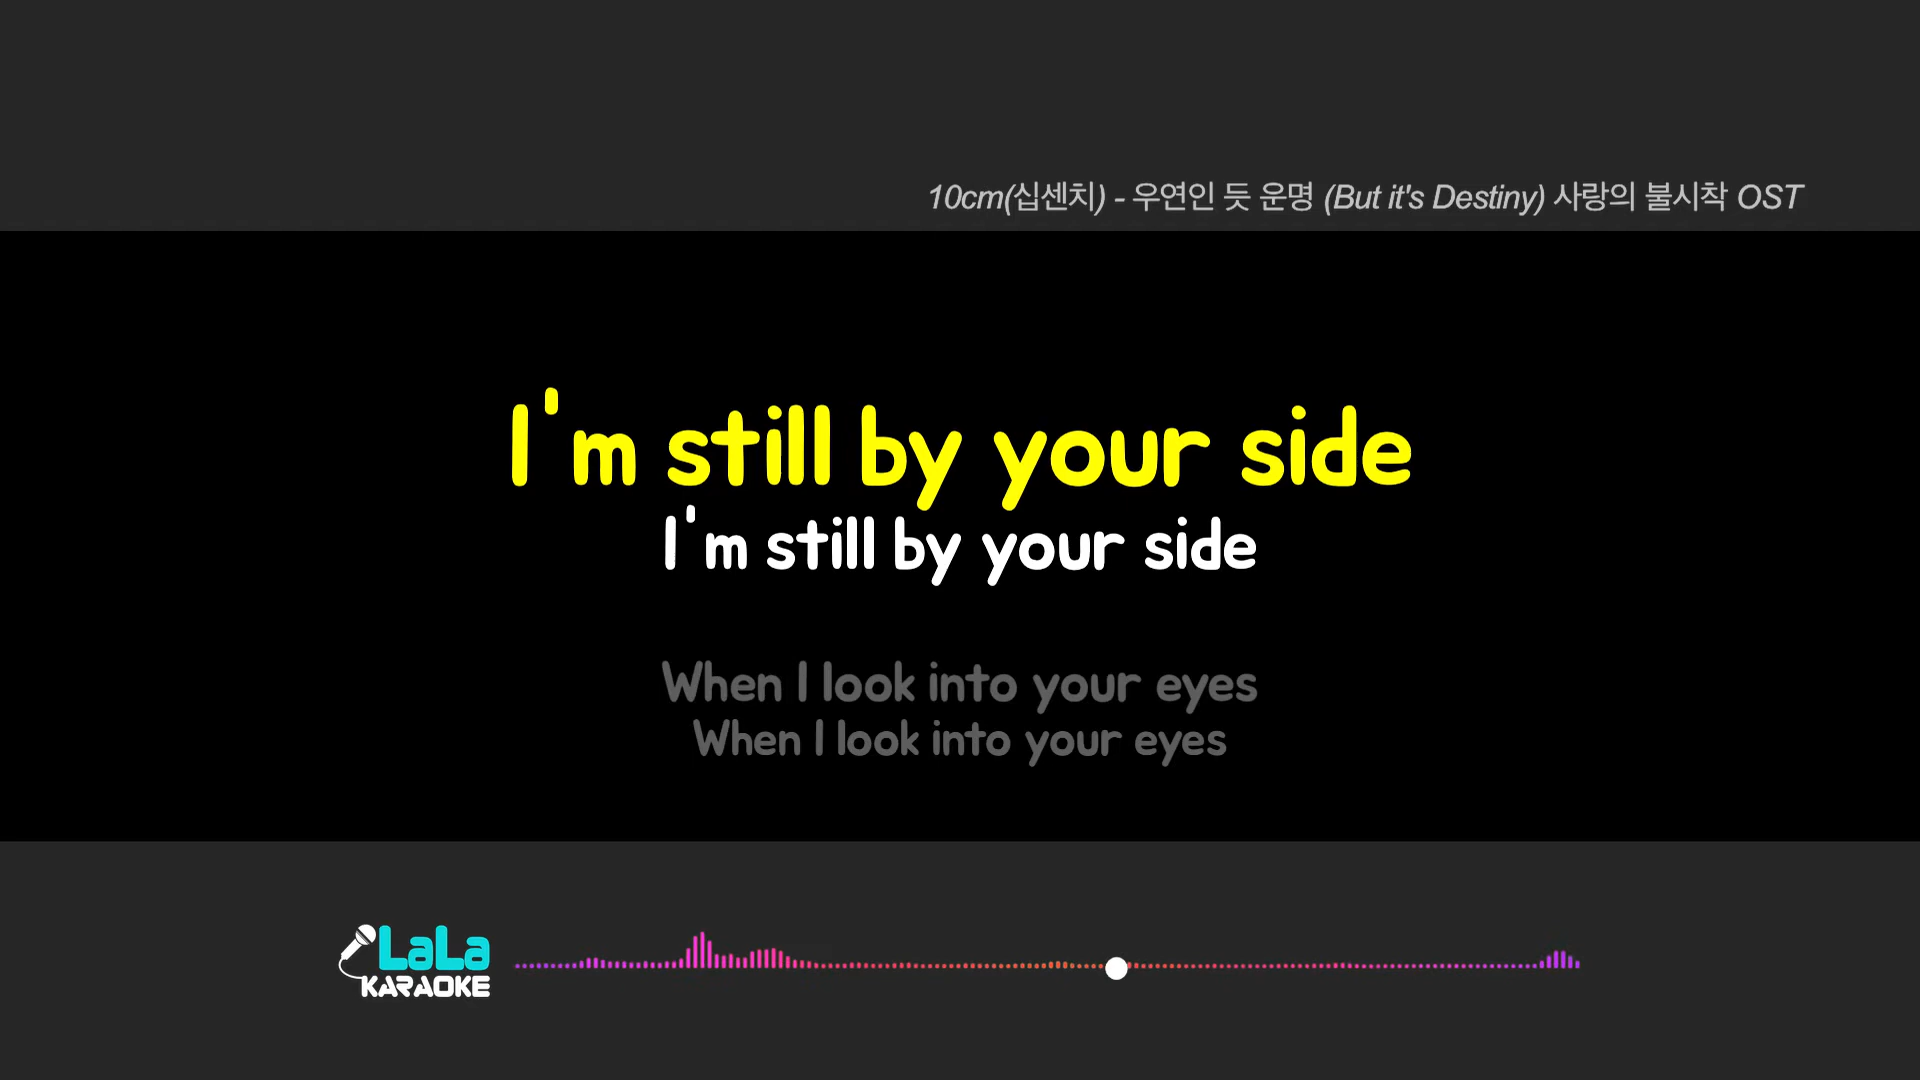 10cm(십센치) - 우연인 듯 운명 (But it's Destiny) 사랑의 불시착 OST
I'm still by your side
I'm still by your side
When I look into your eyes
When I look into your eyes
LaLa
KARAOKE